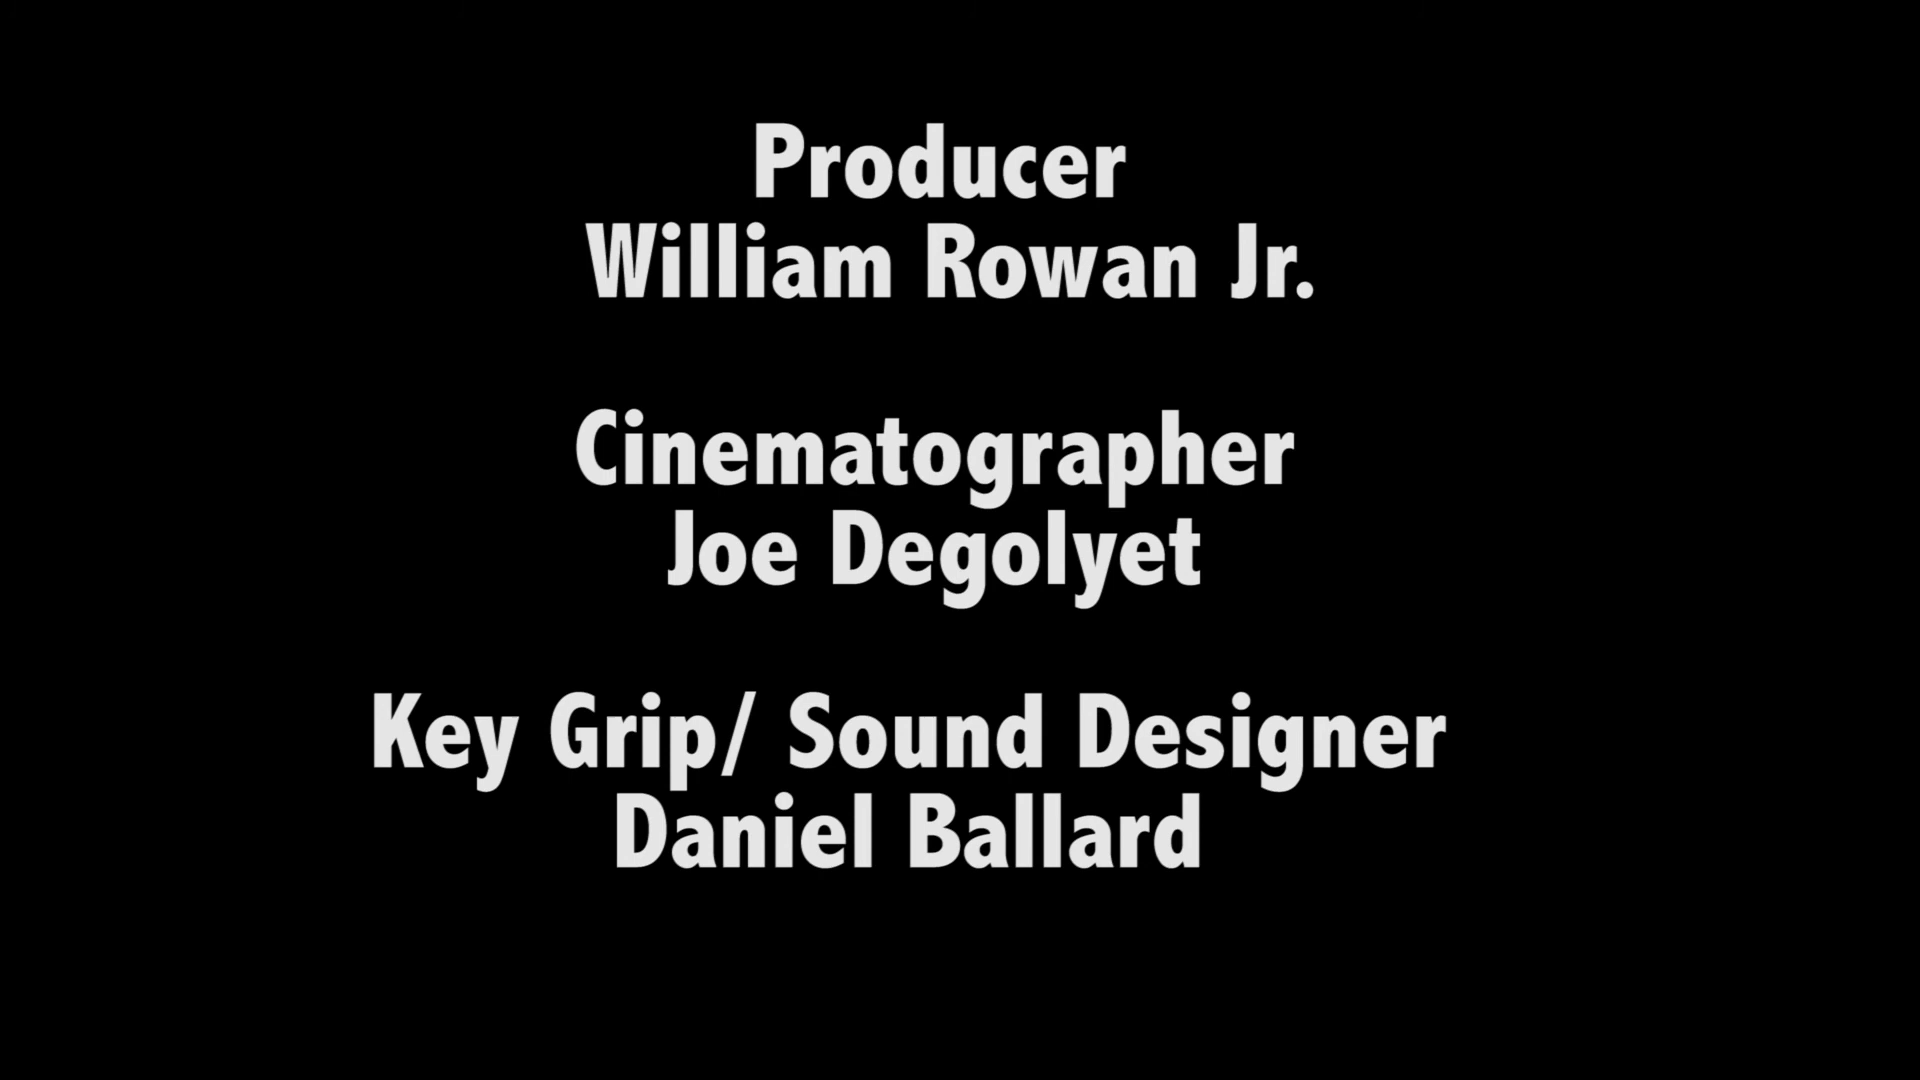 Producer
William Rowan Jr.
Cinematographer
Joe Degolyet
Key Grip/ Sound Designer
Daniel Ballard